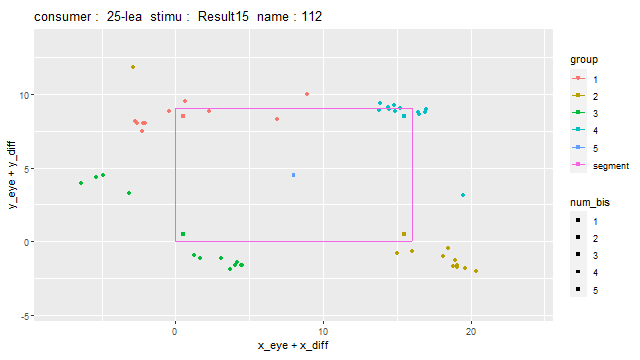 consumer :  25-lea  stimu :  Result15  name : 112
y_eye + y_diff
10
5
0
-5
0
10
20
x_eye + x_diff
group
1
2
3
4
5
segment
num_bis
1
2
3
4
5